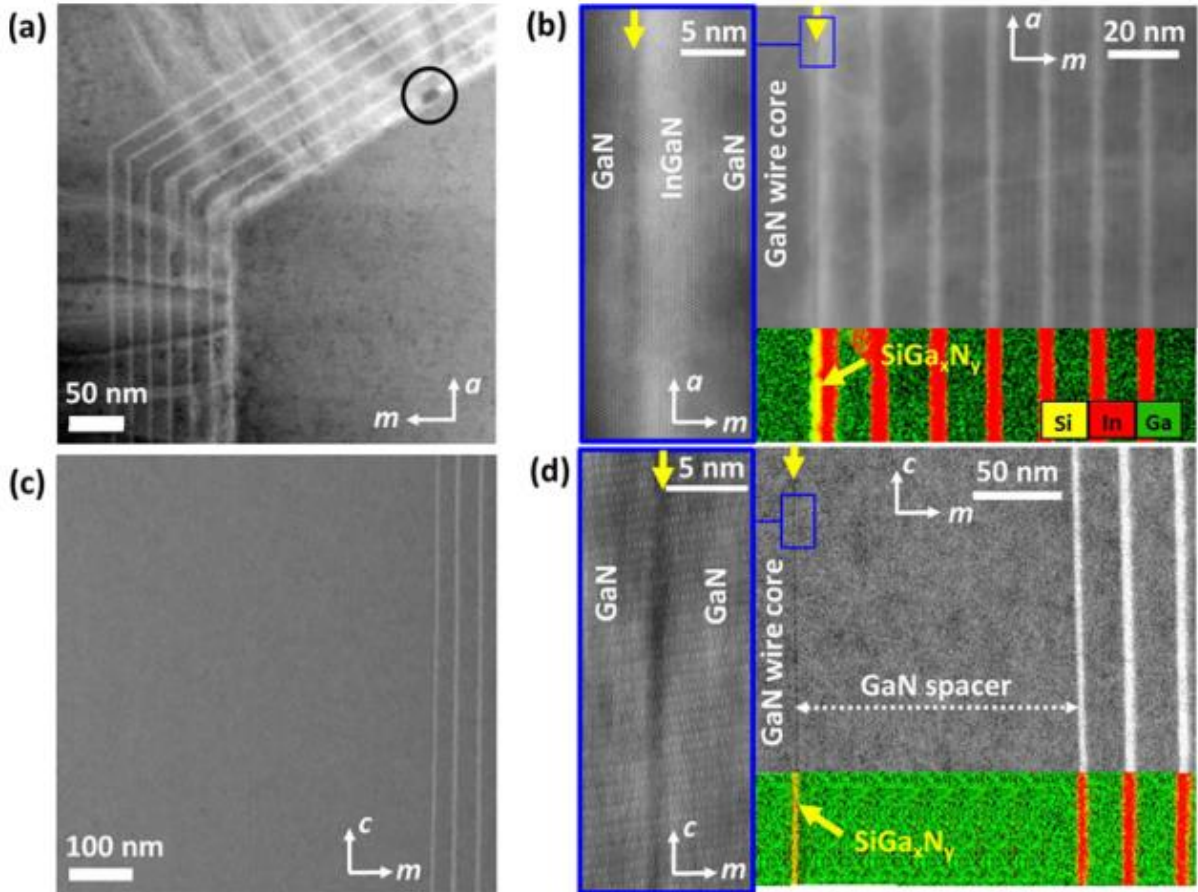 (a)
50 nm
a
m
(b)
5 nm
GaN
InGaN
GaN
a
GaN wire core
a
m
20 nm
SiGaxNy
Si
In
Ga
(c)
100 nm
c
m
(d)
5 nm
GaN
GaN
c
GaN wire core
c
m
50 nm
GaN spacer
SiGaxNy